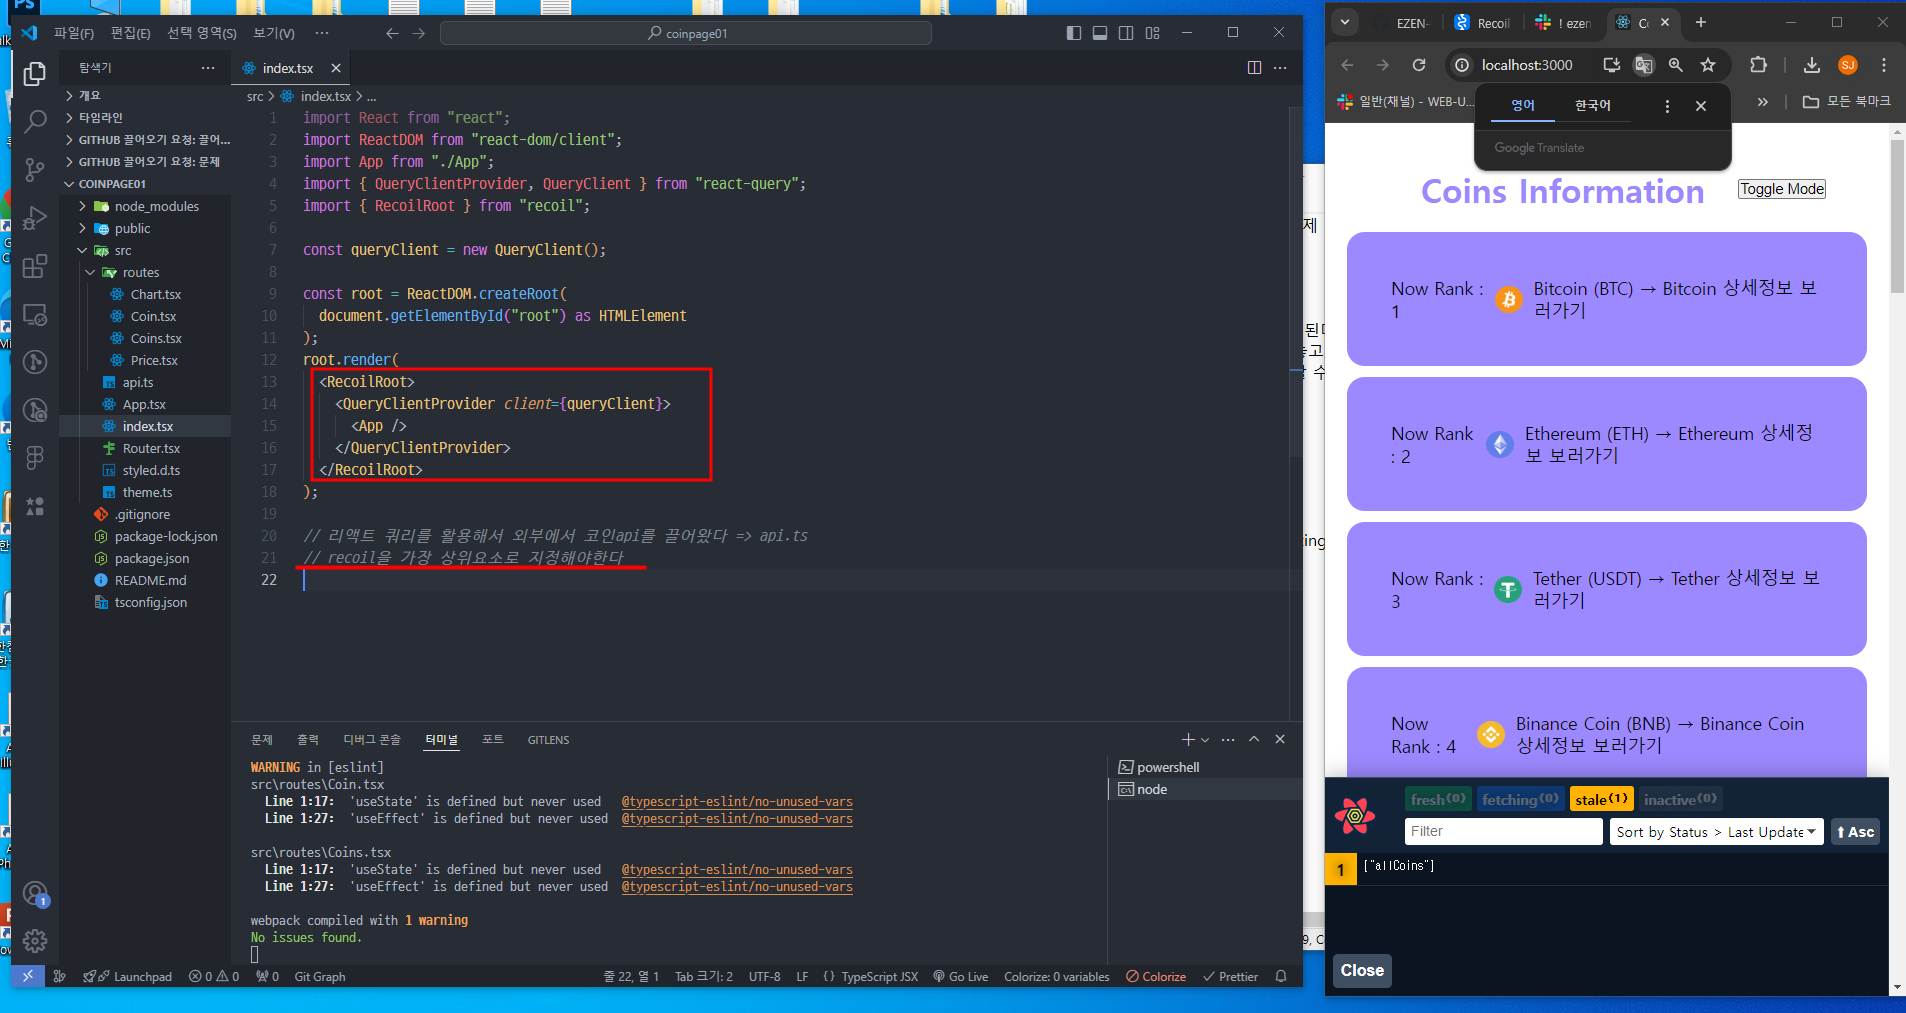 파일(F) 편집(E) 선택 영역(S) 보기(V) ··· coinpage01
탐색기
개요
타임라인
GITHUB 끌어오기 요청: 끌어...
GITHUB 끌어오기 요청: 문제
COINPAGE01
node_modules
public
src
routes
Chart.tsx
Coin.tsx
Coins.tsx
Price.tsx
api.ts
App.tsx
index.tsx
Router.tsx
styled.d.ts
theme.ts
.gitignore
package-lock.json
package.json
README.md
tsconfig.json
index.tsx
src > index.tsx > ...
1 import React from "react";
2 import ReactDOM from "react-dom/client";
3 import App from "./App";
4 import { QueryClientProvider, QueryClient } from "react-query";
5 import { RecoilRoot } from "recoil";
6
7 const queryClient = new QueryClient();
8
9 const root = ReactDOM.createRoot(
10 document.getElementById("root") as HTMLElement
11 );
12 root.render(
13 <RecoilRoot>
14 <QueryClientProvider client={queryClient}>
15 <App />
16 </QueryClientProvider>
17 </RecoilRoot>
18 );
19
20 // 리액트 쿼리를 활용해서 외부에서 코인api를 끌어왔다 => api.ts
21 // recoil을 가장 상위요소로 지정해야한다
22
문제 출력 디버그 콘솔 터미널 포트 GITLENS
WARNING in [eslint]
src\routes\Coin.tsx
Line 1:17: 'useState' is defined but never used @typescript-eslint/no-unused-vars
Line 1:27: 'useEffect' is defined but never used @typescript-eslint/no-unused-vars
src\routes\Coins.tsx
Line 1:17: 'useState' is defined but never used @typescript-eslint/no-unused-vars
Line 1:27: 'useEffect' is defined but never used @typescript-eslint/no-unused-vars
webpack compiled with 1 warning
No issues found.
powershell
node
Launchpad 0 0 0 Git Graph 줄 22, 열 1 Tab 크기: 2 UTF-8 LF {} TypeScript JSX Go Live Colorize: 0 variables Colorize Prettier
EZEN- Recoil ! ezen
localhost:3000 SJ
일반(채널) - WEB-U... 모든 북마크
영어 한국어
Google Translate
Coins Information Toggle Mode
Now Rank :
1
Bitcoin (BTC) → Bitcoin 상세정보 보
러가기
Now Rank
: 2
Ethereum (ETH) → Ethereum 상세정
보 보러가기
Now Rank :
3
Tether (USDT) → Tether 상세정보 보
러가기
Now
Rank : 4
Binance Coin (BNB) → Binance Coin
상세정보 보러가기
fresh (0) fetching (0) stale (1) inactive (0)
Filter Sort by Status > Last Update ⬆ Asc
1 ["allCoins"]
Close